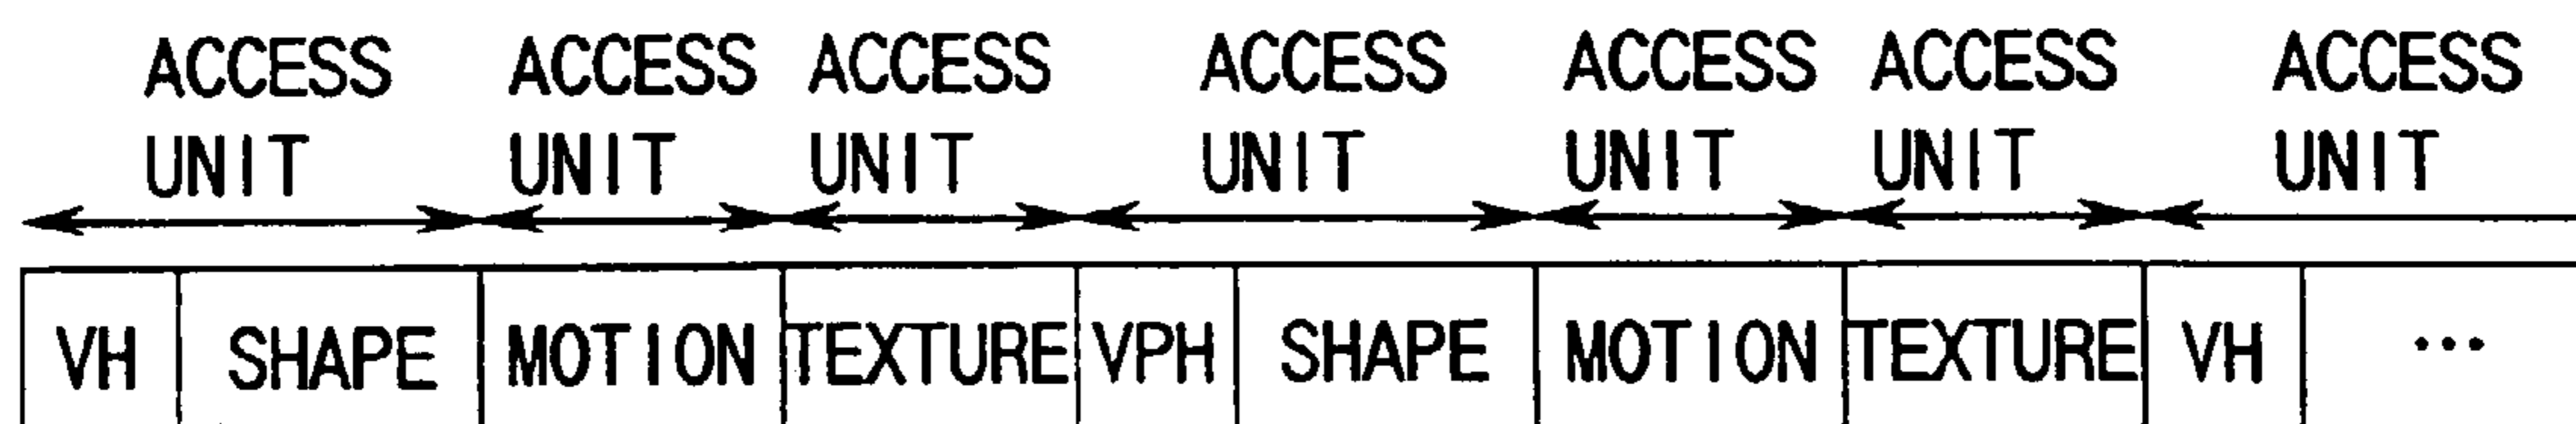 ACCESS ACCESS ACCESS ACCESS ACCESS ACCESS ACCESS
UNIT UNIT UNIT UNIT UNIT UNIT UNIT
VH SHAPE MOTION TEXTURE VPH SHAPE MOTION TEXTURE VH ...